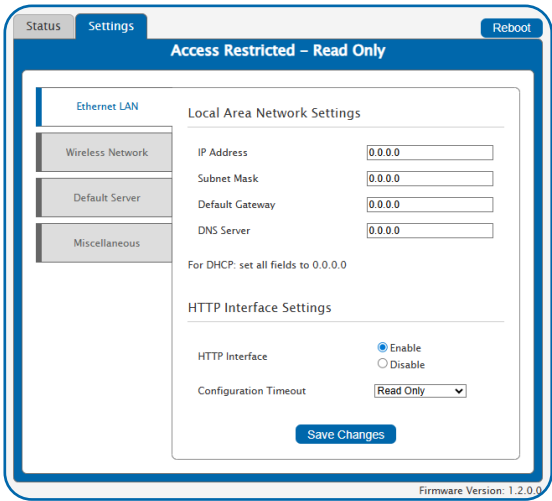 Status
Settings
Reboot
Access Restricted – Read Only
Ethernet LAN
Wireless Network
Default Server
Miscellaneous
Local Area Network Settings
IP Address 0.0.0.0
Subnet Mask 0.0.0.0
Default Gateway 0.0.0.0
DNS Server 0.0.0.0
For DHCP: set all fields to 0.0.0.0
HTTP Interface Settings
HTTP Interface
Enable
Disable
Configuration Timeout Read Only
Save Changes
Firmware Version: 1.2.0.0